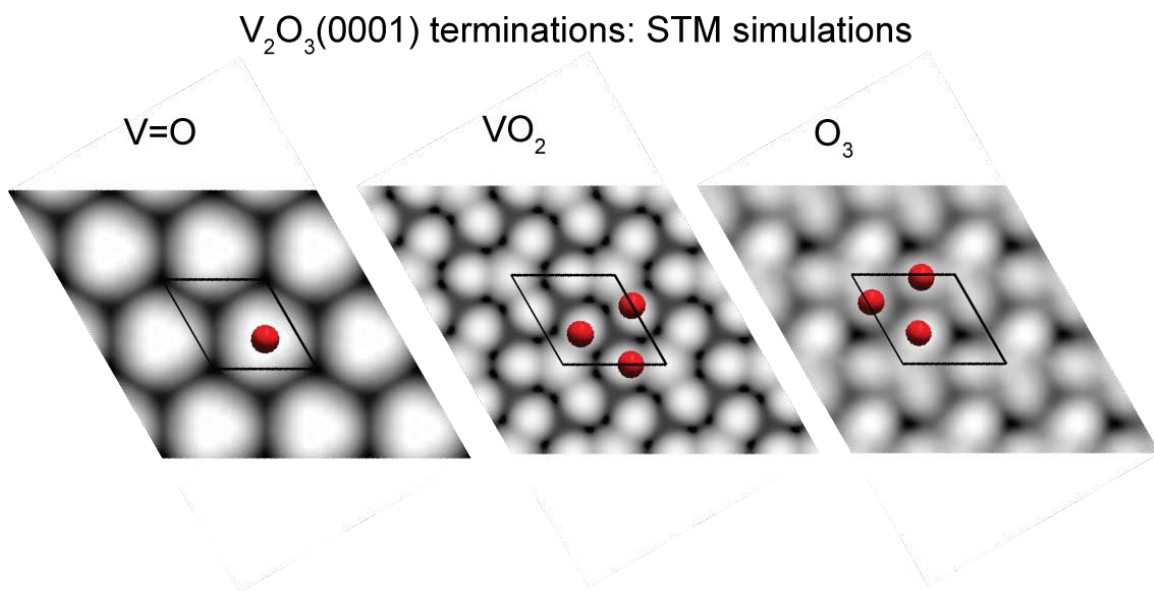 V₂O₃(0001) terminations: STM simulations
V=O
VO₂
O₃